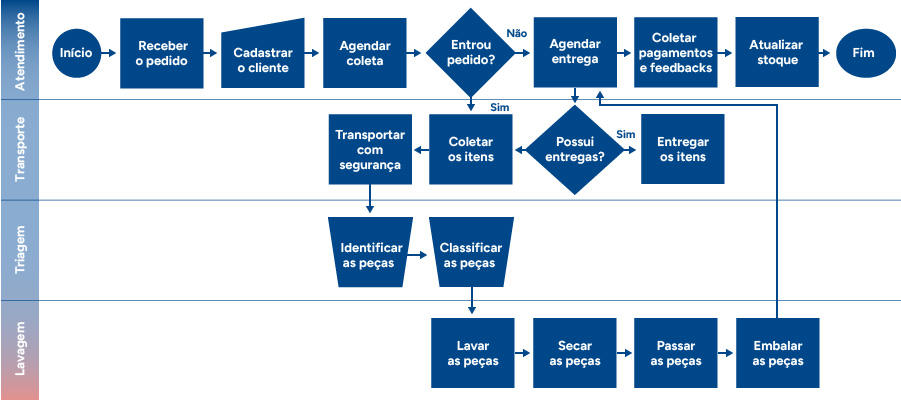 Atendimento
Início
Receber
o pedido
Cadastrar
o cliente
Agendar
coleta
Entrou
pedido?
Não
Agendar
entrega
Coletar
pagamentos
e feedbacks
Atualizar
stoque
Fim
Sim
Transporte
Transportar
com
segurança
Coletar
os itens
Possui
entregas?
Sim
Entregar
os itens
Triagem
Identificar
as peças
Classificar
as peças
Lavagem
Lavar
as peças
Secar
as peças
Passar
as peças
Embalar
as peças